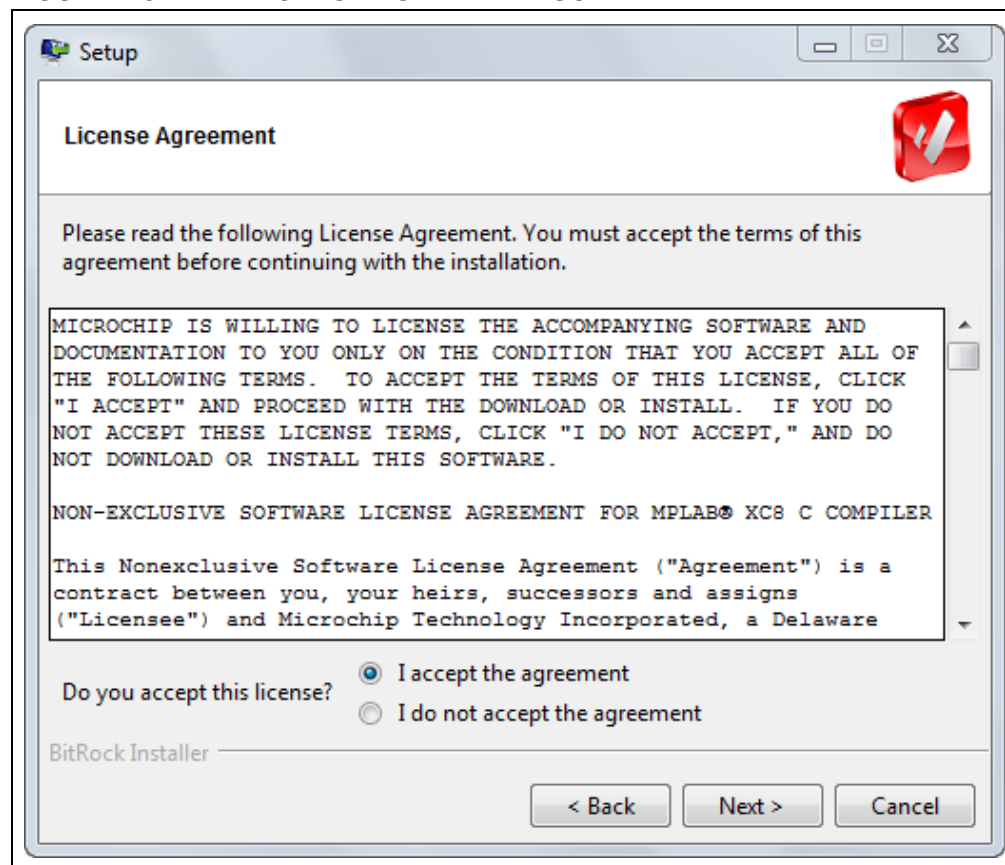 Setup
License Agreement
Please read the following License Agreement. You must accept the terms of this
agreement before continuing with the installation.
MICROCHIP IS WILLING TO LICENSE THE ACCOMPANYING SOFTWARE AND
DOCUMENTATION TO YOU ONLY ON THE CONDITION THAT YOU ACCEPT ALL OF
THE FOLLOWING TERMS.  TO ACCEPT THE TERMS OF THIS LICENSE, CLICK
"I ACCEPT" AND PROCEED WITH THE DOWNLOAD OR INSTALL.  IF YOU DO
NOT ACCEPT THESE LICENSE TERMS, CLICK "I DO NOT ACCEPT," AND DO
NOT DOWNLOAD OR INSTALL THIS SOFTWARE.
NON-EXCLUSIVE SOFTWARE LICENSE AGREEMENT FOR MPLAB® XC8 C COMPILER
This Nonexclusive Software License Agreement ("Agreement") is a
contract between you, your heirs, successors and assigns
("Licensee") and Microchip Technology Incorporated, a Delaware
Do you accept this license?
I accept the agreement
I do not accept the agreement
BitRock Installer
< Back
Next >
Cancel